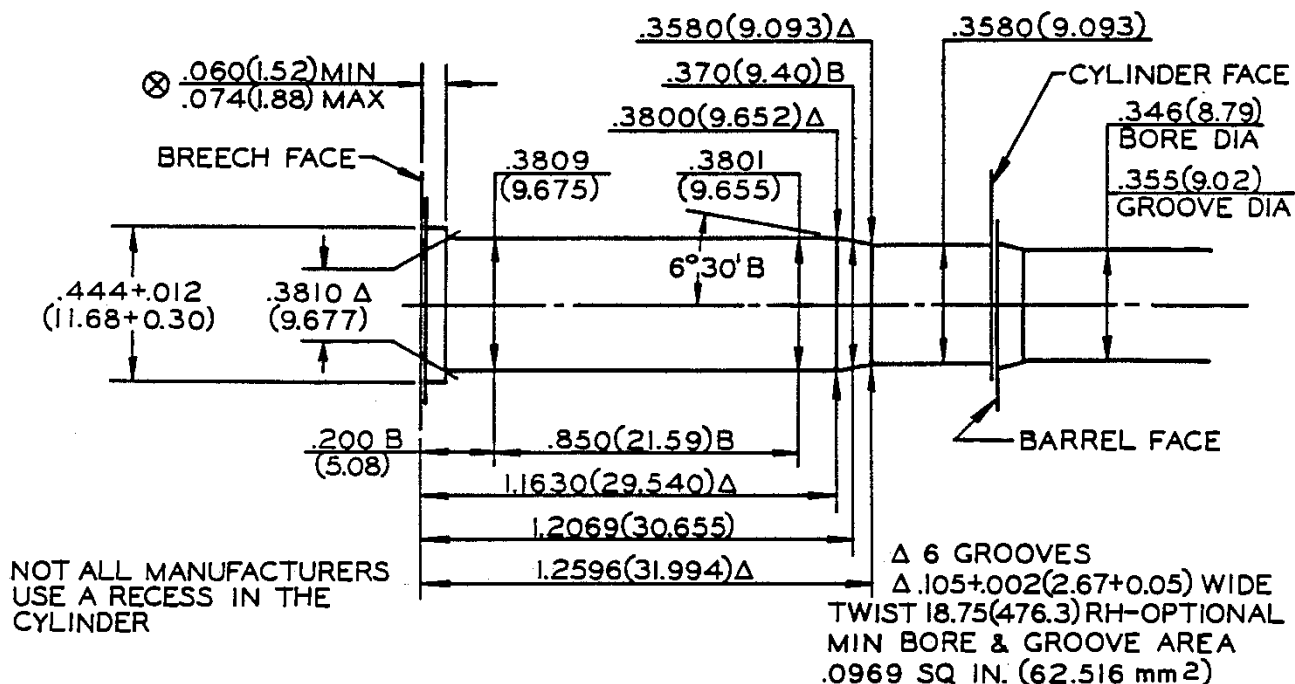 .3580(9.093)Δ
.3580(9.093)
⊗ .060(1.52) MIN
.074(1.88) MAX
.370(9.40) B
CYLINDER FACE
.3800(9.652) Δ
.346(8.79)
BORE DIA
BREECH FACE
.3809
(9.675)
.3801
(9.655)
.355(9.02)
GROOVE DIA
6°30' B
.444+.012
(11.68+0.30)
.3810 Δ
(9.677)
.200 B
(5.08)
.850(21.59)B
BARREL FACE
1.1630(29.540)Δ
1.2069(30.655)
1.2596(31.994)Δ
NOT ALL MANUFACTURERS
USE A RECESS IN THE
CYLINDER
Δ 6 GROOVES
Δ .105+.002(2.67+0.05) WIDE
TWIST 18.75(476.3) RH-OPTIONAL
MIN BORE & GROOVE AREA
.0969 SQ IN. (62.516 mm2)